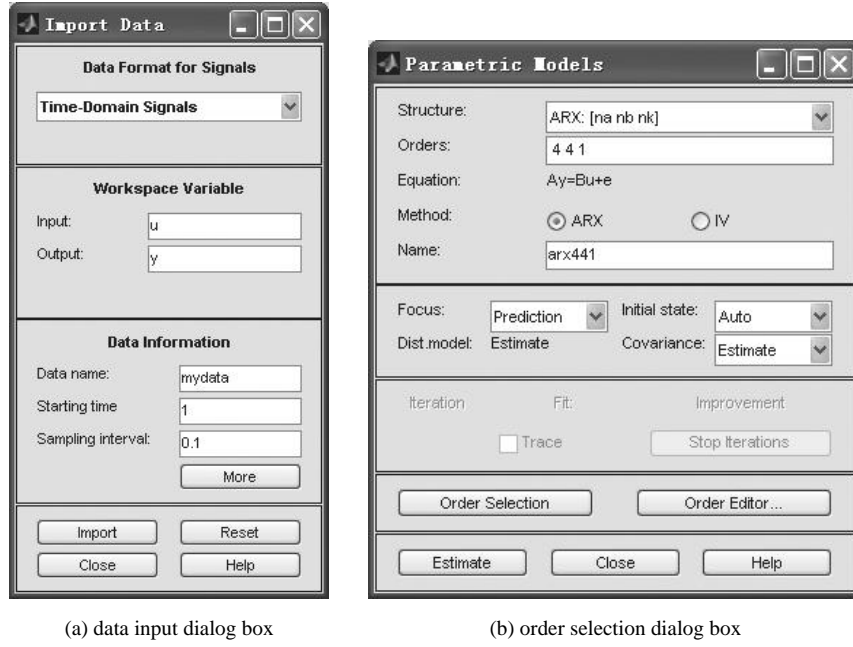 Import Data
Data Format for Signals
Time-Domain Signals
Workspace Variable
Input: u
Output: y
Data Information
Data name: mydata
Starting time 1
Sampling interval: 0.1
More
Import Reset
Close Help
(a) data input dialog box
Parametric Models
Structure: ARX: [na nb nk]
Orders: 4 4 1
Equation: Ay=Bu+e
Method: ARX IV
Name: arx441
Focus: Prediction Initial state: Auto
Dist.model: Estimate Covariance: Estimate
Iteration Fit: Improvement
Trace Stop Iterations
Order Selection Order Editor...
Estimate Close Help
(b) order selection dialog box